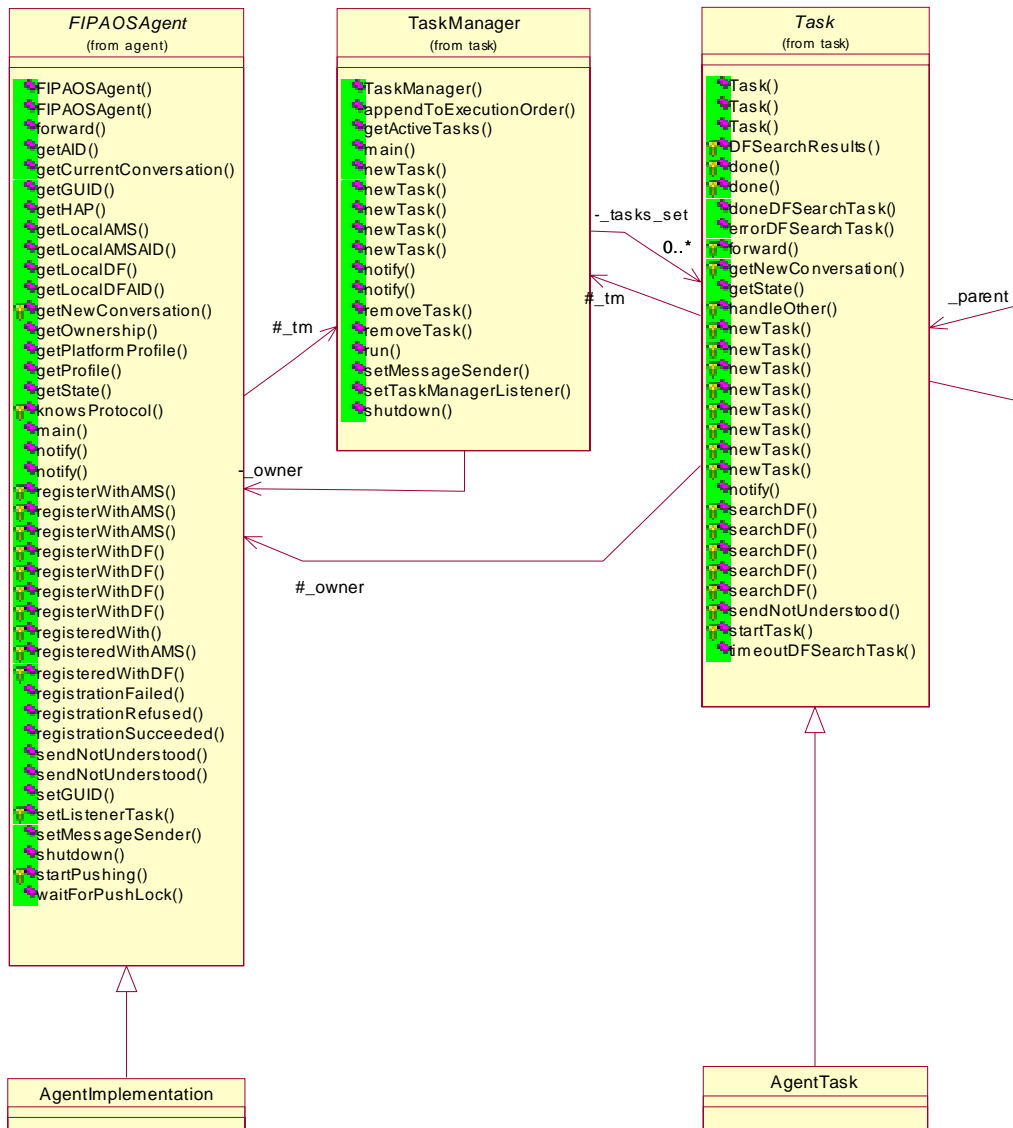 FIPAOSAgent
(from agent)
FIPAOSAgent()
FIPAOSAgent()
forward()
getAID()
getCurrentConversation()
getGUID()
getHAP()
getLocalAMS()
getLocalAMSAID()
getLocalDF()
getLocalDFAID()
getNewConversation()
getOwnership()
getPlatformProfile()
getProfile()
getState()
knowsProtocol()
main()
notify()
notify()
registerWithAMS()
registerWithAMS()
registerWithAMS()
registerWithDF()
registerWithDF()
registerWithDF()
registerWithDF()
registeredWith()
registeredWithAMS()
registeredWithDF()
registrationFailed()
registrationRefused()
registrationSucceeded()
sendNotUnderstood()
sendNotUnderstood()
setGUID()
setListenerTask()
setMessageSender()
shutdown()
startPushing()
waitForPushLock()
#_tm
-_owner
#_owner
TaskManager
(from task)
TaskManager()
appendToExecutionOrder()
getActiveTasks()
main()
newTask()
newTask()
newTask()
newTask()
newTask()
notify()
notify()
removeTask()
removeTask()
run()
setMessageSender()
setTaskManagerListener()
shutdown()
-_tasks_set
0..*
#_tm
Task
(from task)
Task()
Task()
Task()
DFSearchResults()
done()
done()
doneDFSearchTask()
errorDFSearchTask()
forward()
getNewConversation()
getState()
handleOther()
newTask()
newTask()
newTask()
newTask()
newTask()
newTask()
newTask()
newTask()
notify()
searchDF()
searchDF()
searchDF()
searchDF()
searchDF()
sendNotUnderstood()
startTask()
timeoutDFSearchTask()
_parent
AgentImplementation
AgentTask